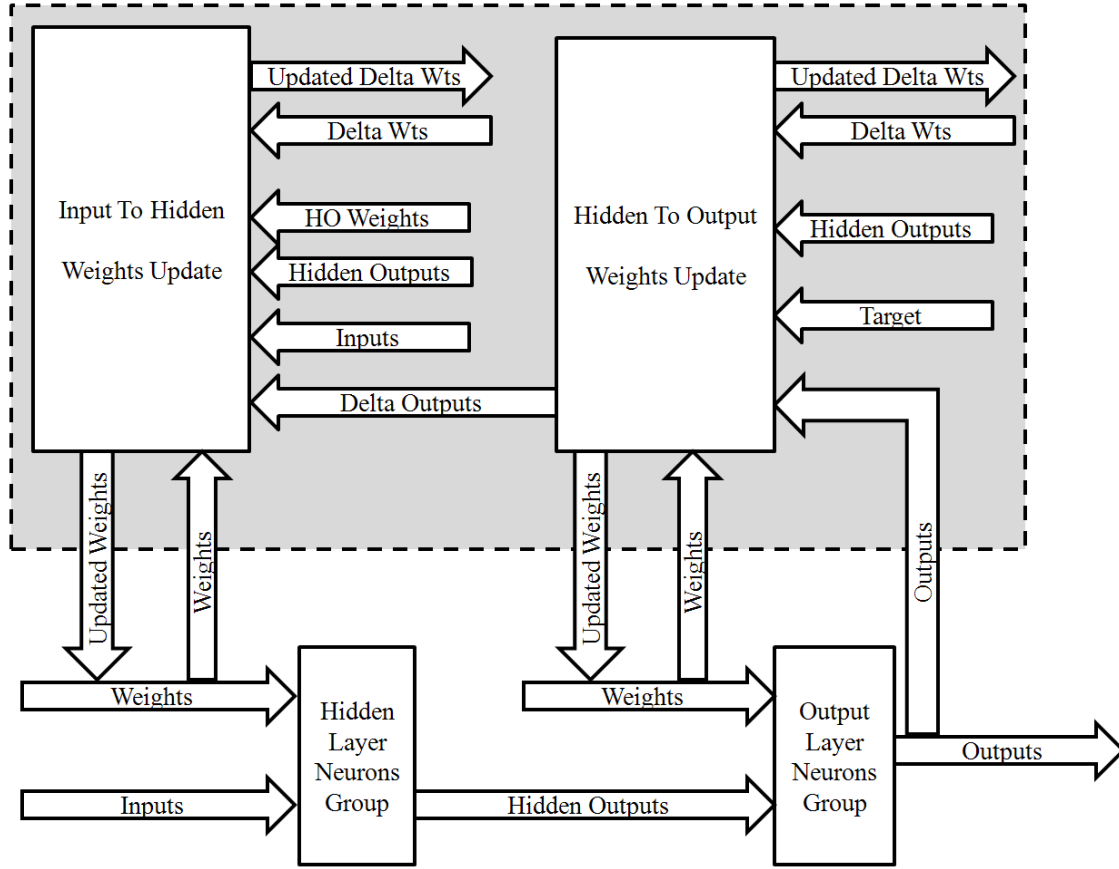 Updated Delta Wts
Delta Wts
Input To Hidden
Weights Update
HO Weights
Hidden Outputs
Inputs
Delta Outputs
Updated Delta Wts
Delta Wts
Hidden To Output
Weights Update
Hidden Outputs
Target
Updated Weights
Weights
Updated Weights
Weights
Outputs
Weights
Hidden
Layer
Neurons
Group
Inputs
Weights
Hidden Outputs
Output
Layer
Neurons
Group
Outputs